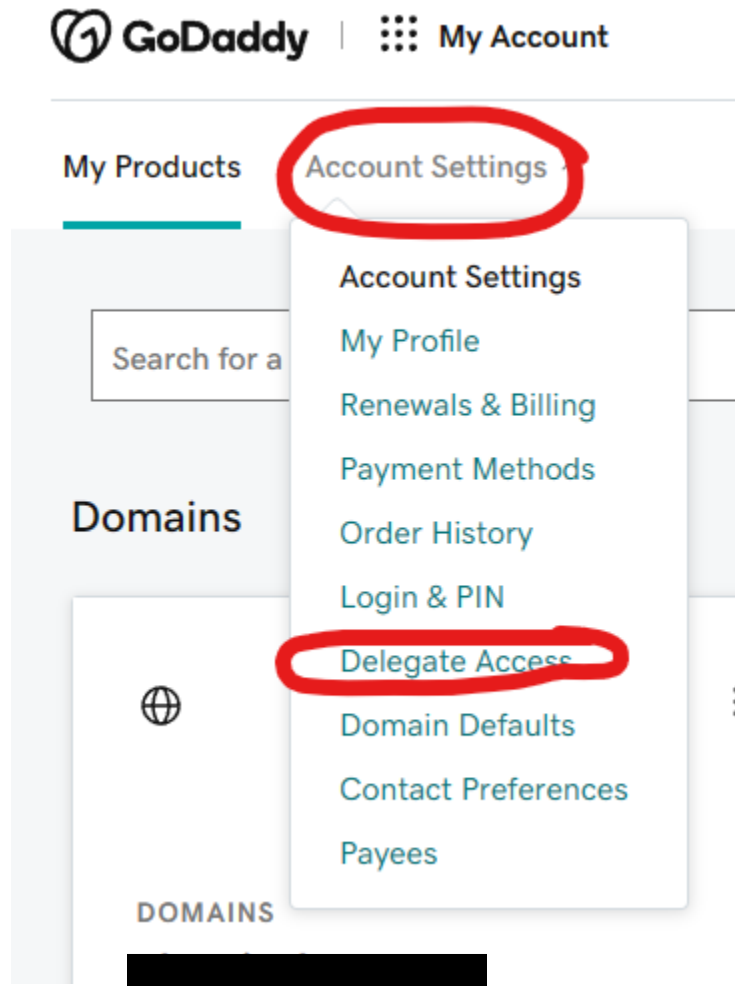 GoDaddy My Account
My Products Account Settings
Account Settings
My Profile
Search for a
Renewals & Billing
Payment Methods
Domains
Order History
Login & PIN
Delegate Access
Domain Defaults
Contact Preferences
Payees
DOMAINS